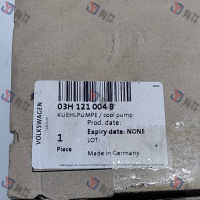 VOLKSWAGEN
03H 121 004 B
KUEHLPUMPE / cool pump
Prod. date:
Expiry date: NONE
1
LOT:
Piece
Made in Germany